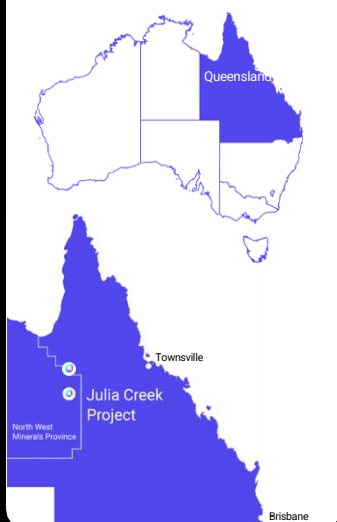 Queensland
Townsville
Julia Creek
Project
North West
Minerals Province
Brisbane